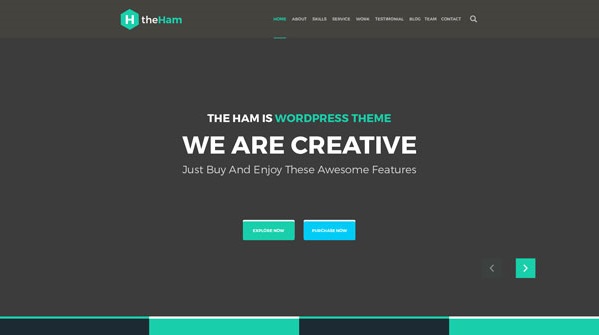 H theHam
HOME ABOUT SKILLS SERVICE WORK TESTIMONIAL BLOG TEAM CONTACT
THE HAM IS WORDPRESS THEME
WE ARE CREATIVE
Just Buy And Enjoy These Awesome Features
EXPLORE NOW PURCHASE NOW